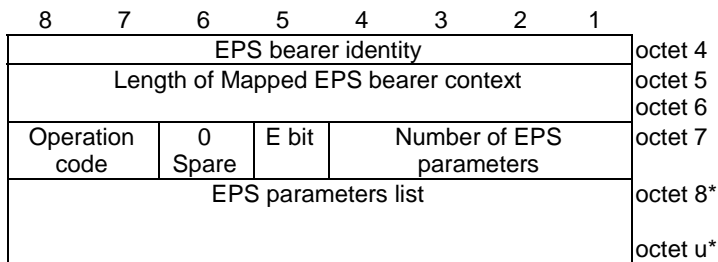 8 7 6 5 4 3 2 1
EPS bearer identity octet 4
Length of Mapped EPS bearer context octet 5
octet 6
Operation 0 E bit Number of EPS octet 7
code Spare parameters
EPS parameters list octet 8*
octet u*